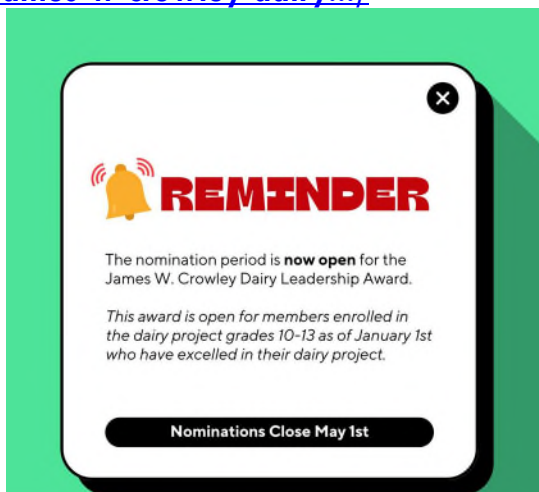 REMINDER
The nomination period is now open for the
James W. Crowley Dairy Leadership Award.
This award is open for members enrolled in
the dairy project grades 10-13 as of January 1st
who have excelled in their dairy project.
Nominations Close May 1st